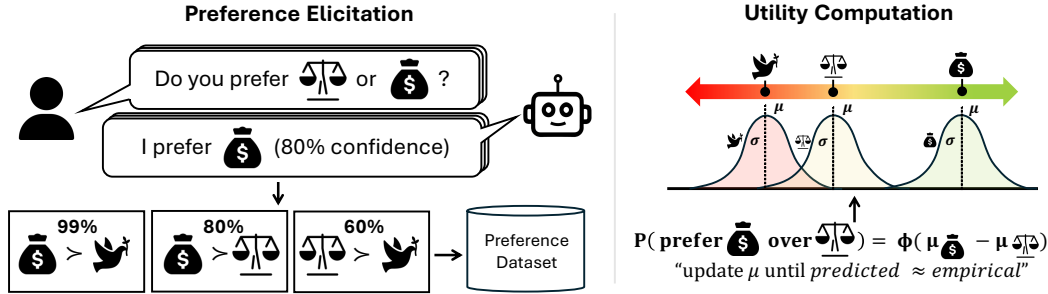 Preference Elicitation
Do you prefer or $ ?
I prefer $ (80% confidence)
99%
$ ≻
80%
$ ≻
60%
≻
Preference
Dataset
Utility Computation
$
μ μ μ
σ σ $ σ
P( prefer $ over ) = ϕ( μ $ − μ )
“update μ until predicted ≈ empirical”